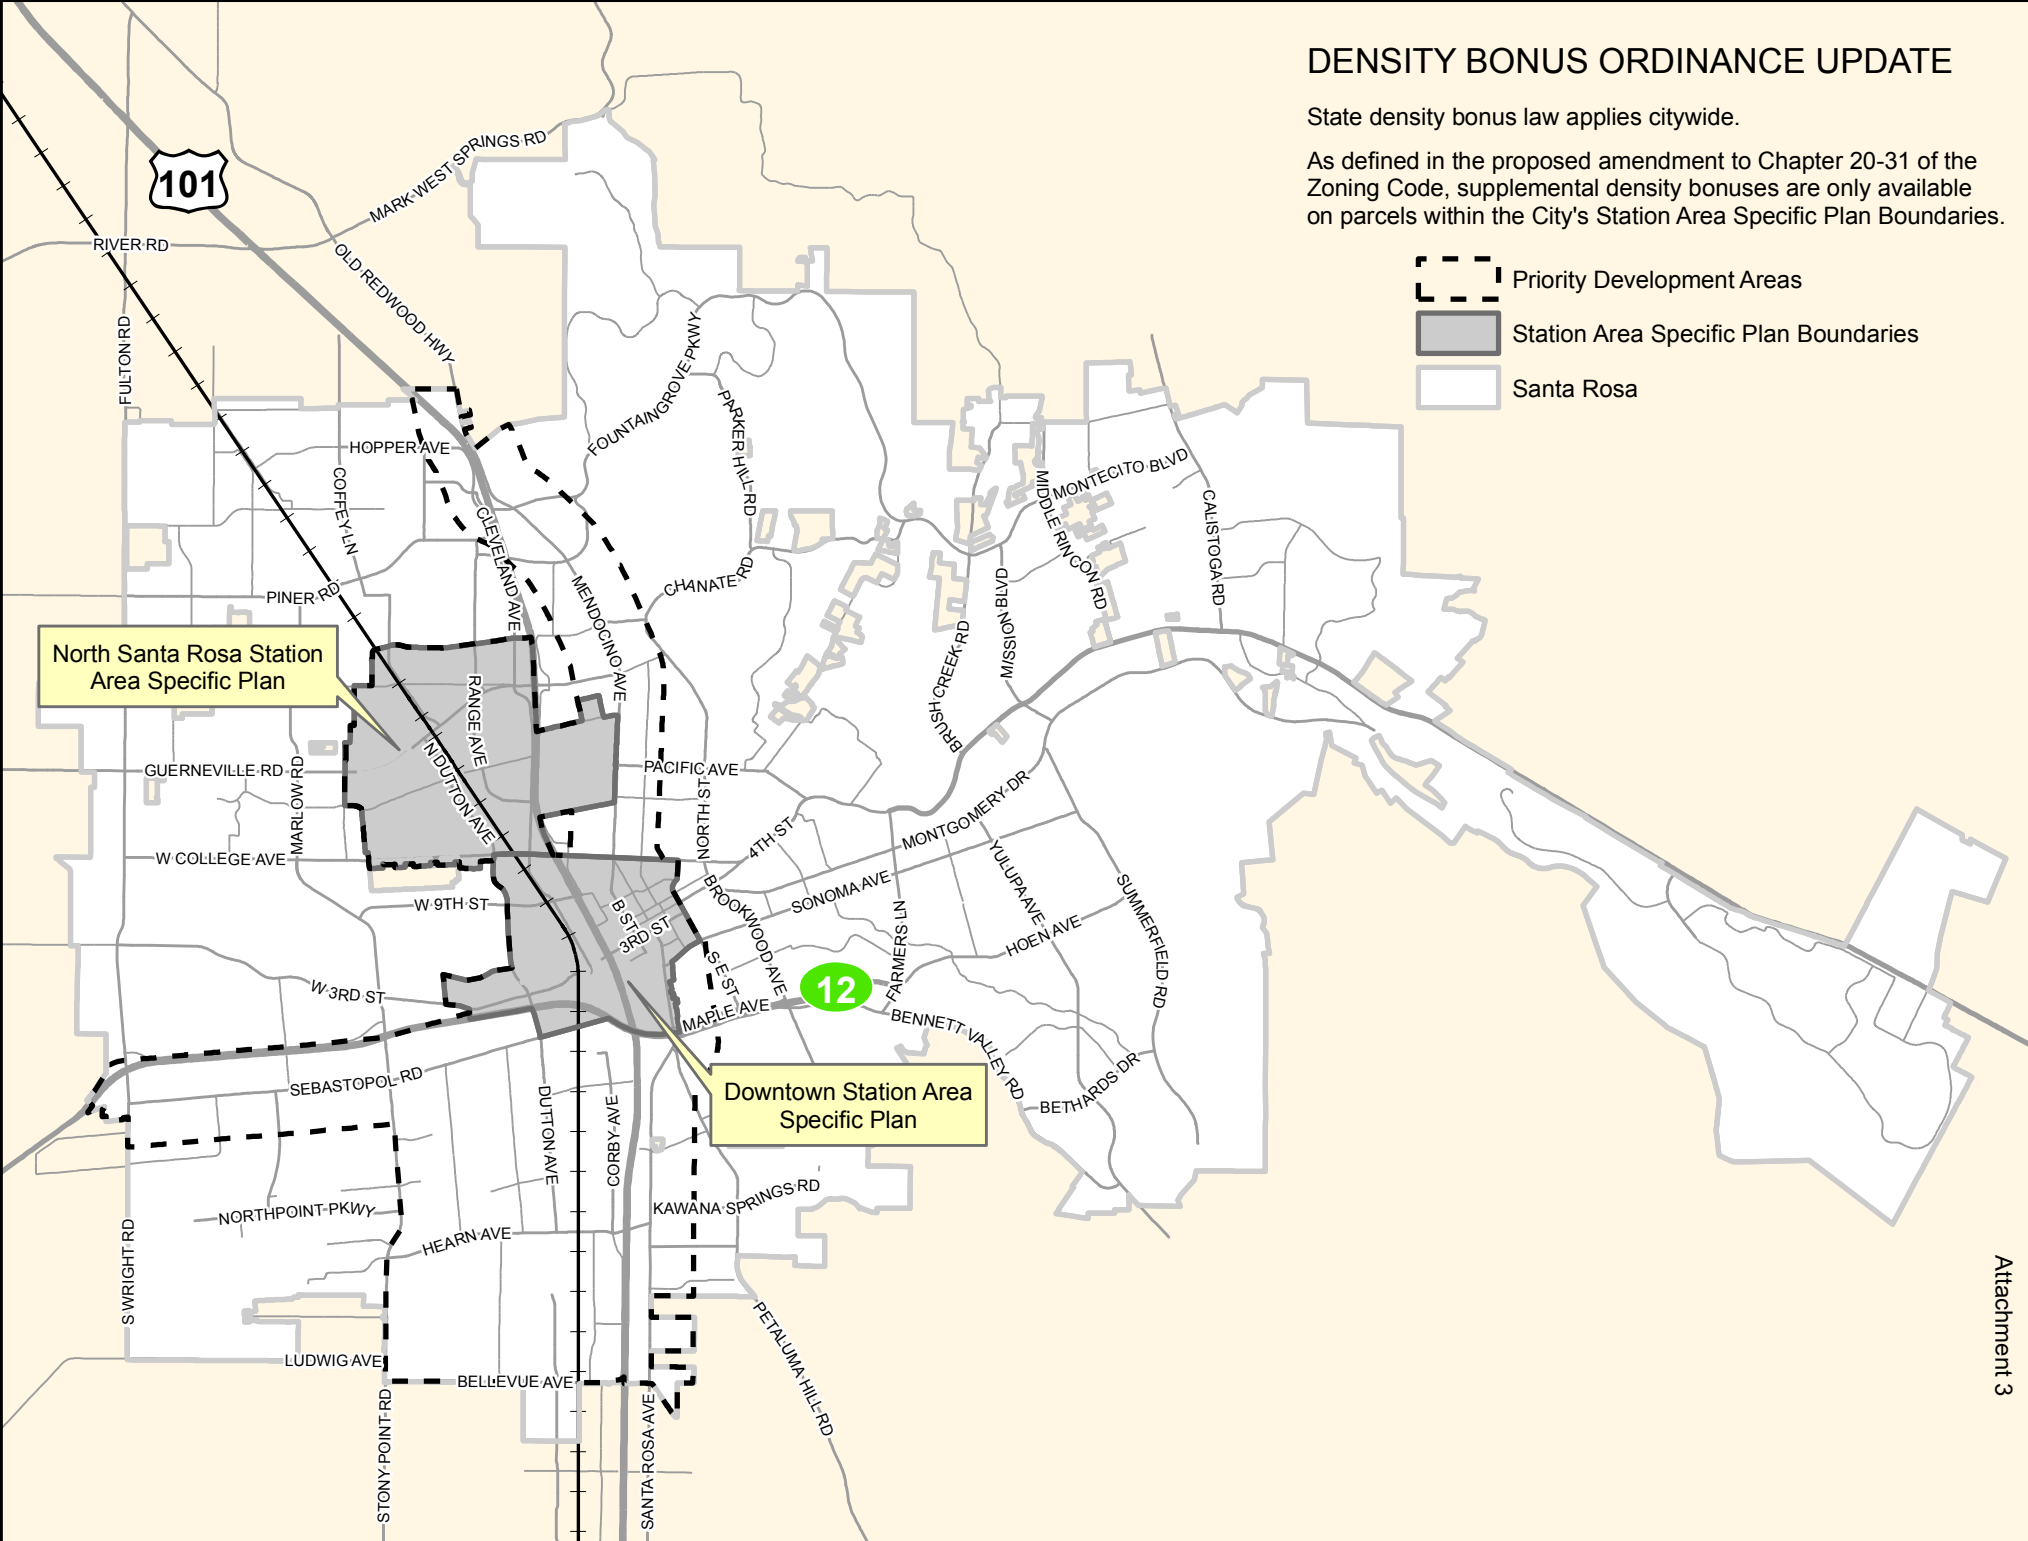 DENSITY BONUS ORDINANCE UPDATE
State density bonus law applies citywide.
As defined in the proposed amendment to Chapter 20-31 of the
Zoning Code, supplemental density bonuses are only available
on parcels within the City's Station Area Specific Plan Boundaries.
Priority Development Areas
Station Area Specific Plan Boundaries
Santa Rosa
101
RIVER RD
MARK WEST SPRINGS RD
OLD REDWOOD HWY
FULTON RD
HOPPER AVE
COFFEY LN
FOUNTAINGROVE PKWY
PARKER HILL RD
CLEVELAND AVE
MENDOCINO AVE
CHANATE RD
PINER RD
MONTECITO BLVD
MIDDLE RINCON RD
CALISTOGA RD
MISSION BLVD
BRUSH CREEK RD
North Santa Rosa Station
Area Specific Plan
RANGE AVE
N DUTTON AVE
GUERNEVILLE RD
MARLOW RD
PACIFIC AVE
NORTH ST
W COLLEGE AVE
4TH ST
MONTGOMERY DR
SONOMA AVE
YULUPA AVE
SUMMERFIELD RD
W 9TH ST
B ST
3RD ST
BROOKWOOD AVE
FARMERS LN
HOEN AVE
S E ST
W 3RD ST
MAPLE AVE
12
BENNETT VALLEY RD
BETHARDS DR
SEBASTOPOL RD
Downtown Station Area
Specific Plan
DUTTON AVE
CORBY AVE
KAWANA SPRINGS RD
NORTHPOINT PKWY
HEARN AVE
S WRIGHT RD
LUDWIG AVE
BELLEVUE AVE
STONY POINT RD
SANTA ROSA AVE
PETALUMA HILL RD
Attachment 3